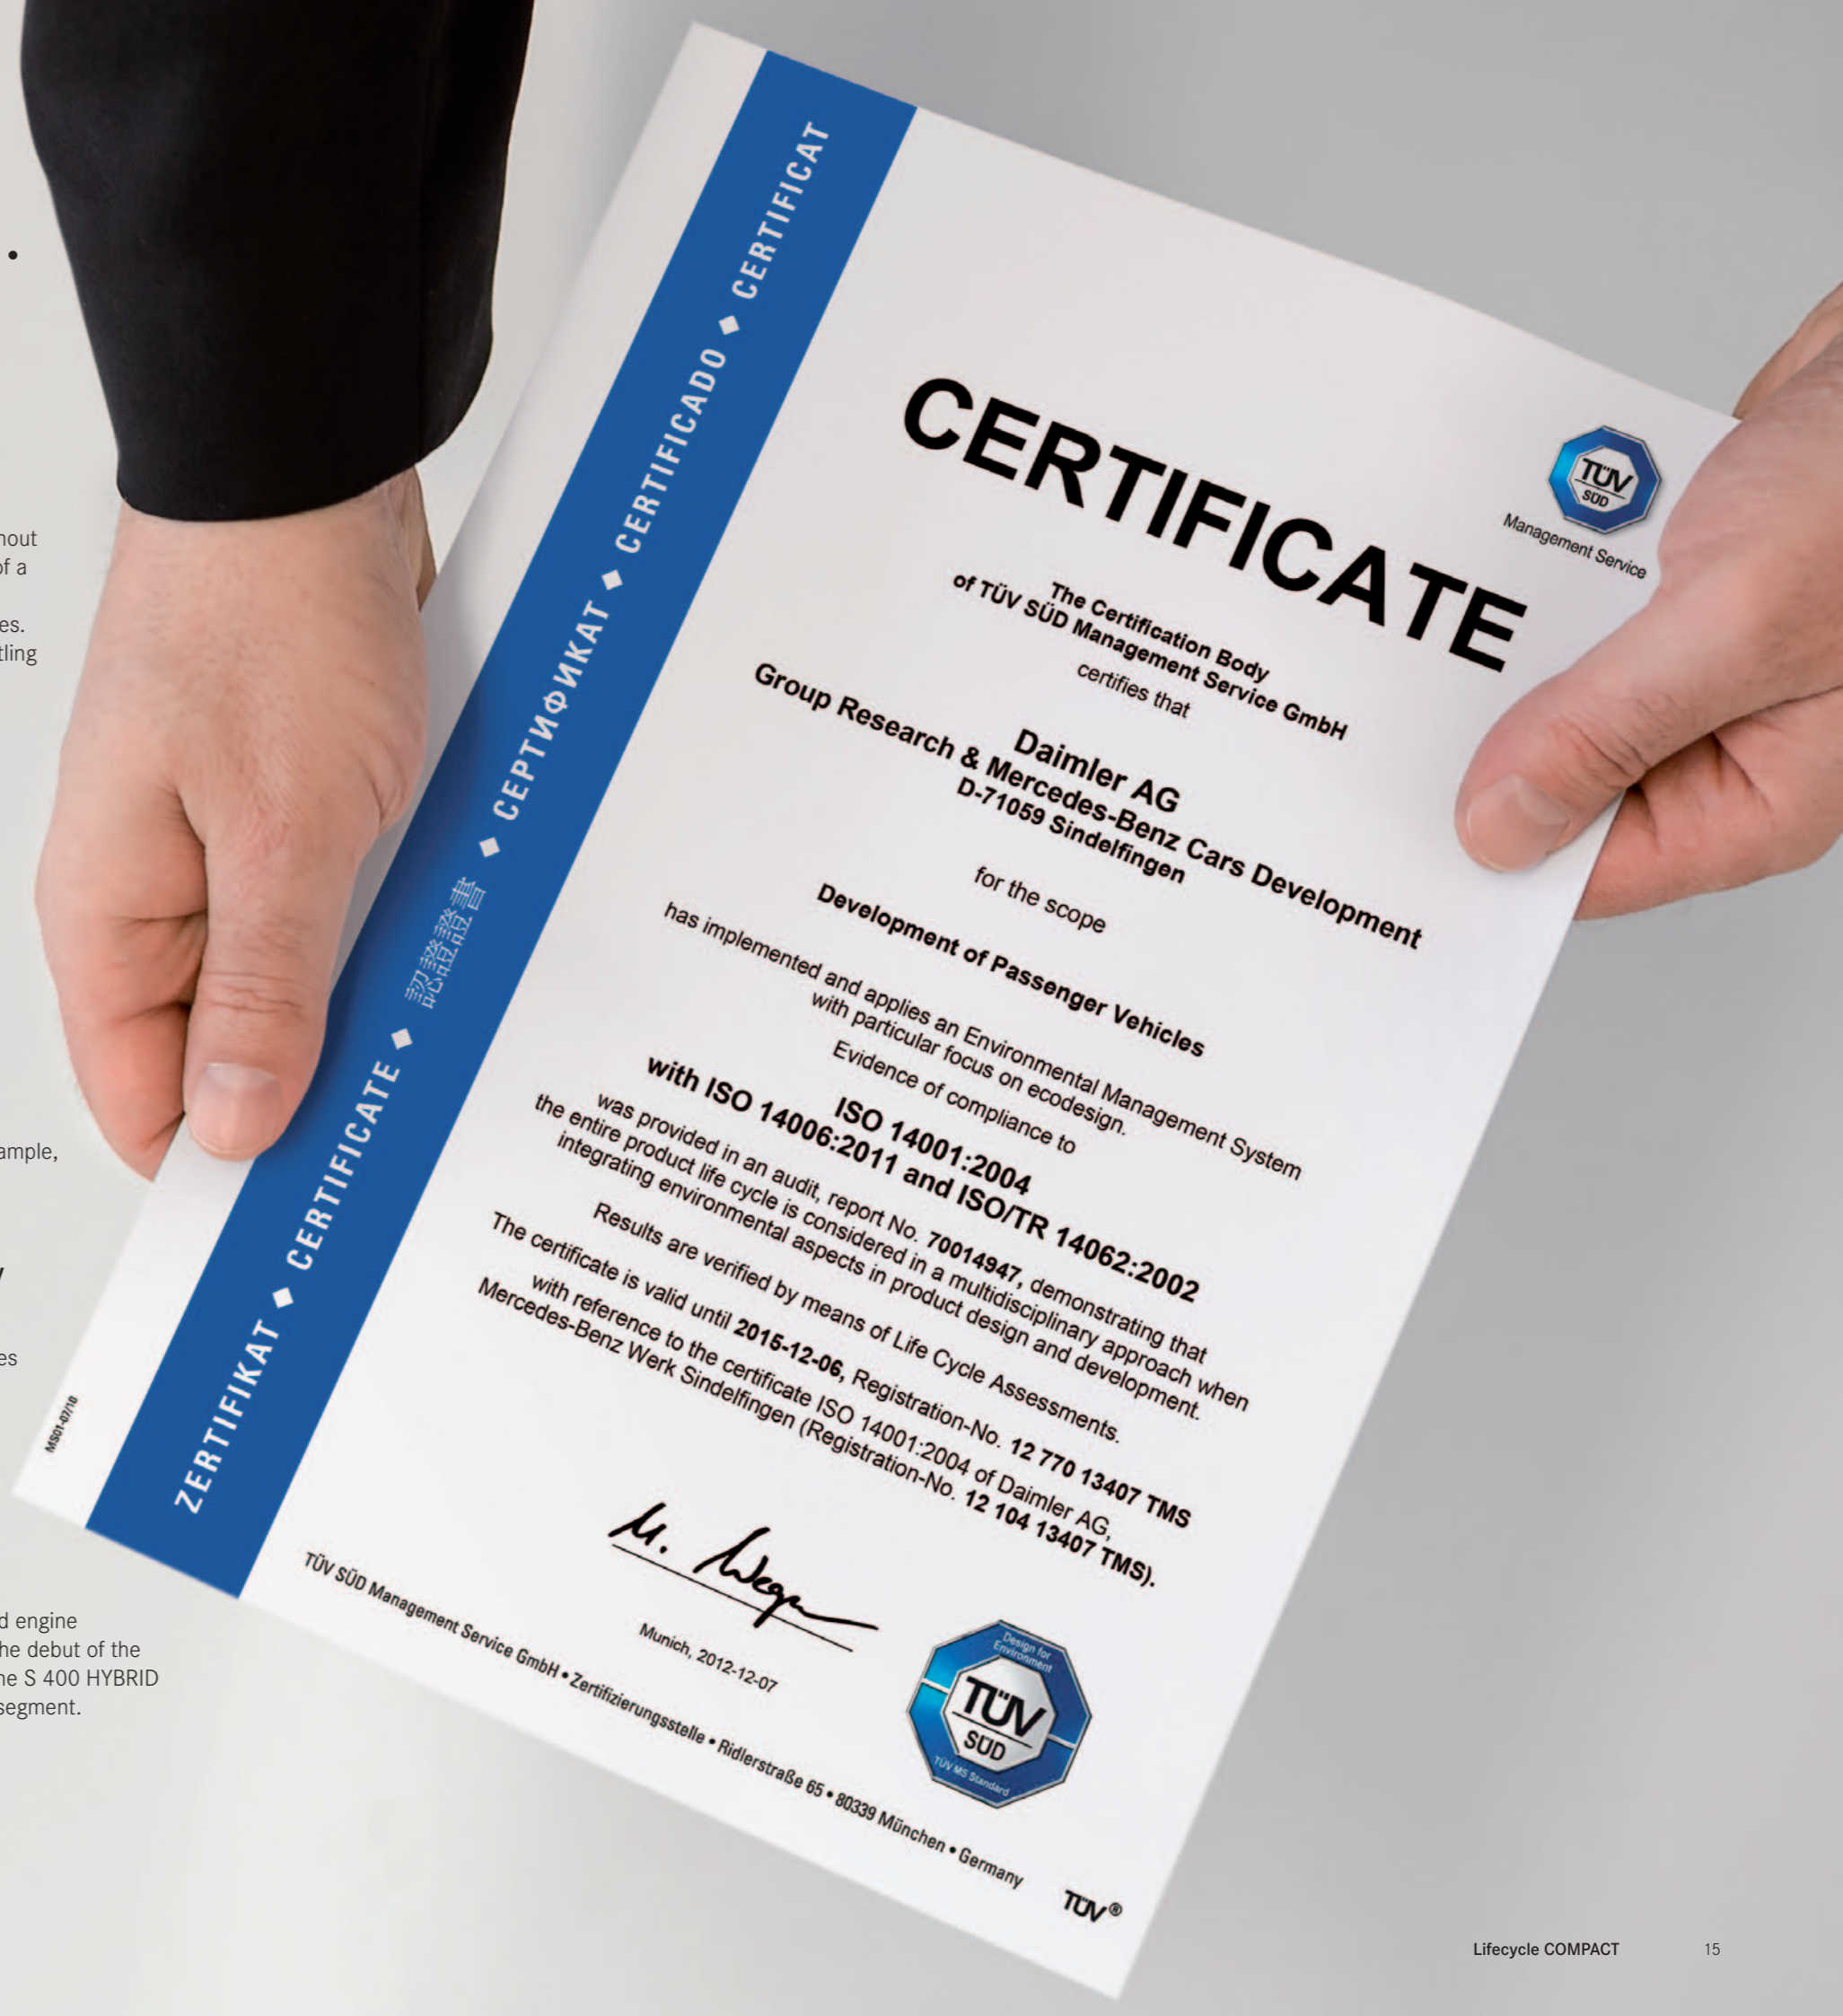 of a
es.
ample,
es
d engine
he debut of the
S 400 HYBRID
segment.
ZERTIFIKAT ◆ CERTIFICATE ◆ 認證證書 ◆ СЕРТИФИКАТ ◆ CERTIFICADO ◆ CERTIFICAT
MS01-07/10
TÜV
SÜD
Management Service
CERTIFICATE
The Certification Body
of TÜV SÜD Management Service GmbH
certifies that
Daimler AG
Group Research & Mercedes-Benz Cars Development
D-71059 Sindelfingen
for the scope
Development of Passenger Vehicles
has implemented and applies an Environmental Management System
with particular focus on ecodesign.
Evidence of compliance to
ISO 14001:2004
with ISO 14006:2011 and ISO/TR 14062:2002
was provided in an audit, report No. 70014947, demonstrating that
the entire product life cycle is considered in a multidisciplinary approach when
integrating environmental aspects in product design and development.
Results are verified by means of Life Cycle Assessments.
The certificate is valid until 2015-12-06, Registration-No. 12 770 13407 TMS
with reference to the certificate ISO 14001:2004 of Daimler AG,
Mercedes-Benz Werk Sindelfingen (Registration-No. 12 104 13407 TMS).
Munich, 2012-12-07
Design for
Environment
TÜV
SÜD
TÜV MS Standard
TÜV SÜD Management Service GmbH • Zertifizierungsstelle • Ridlerstraße 65 • 80339 München • Germany
TÜV®
Lifecycle COMPACT 15